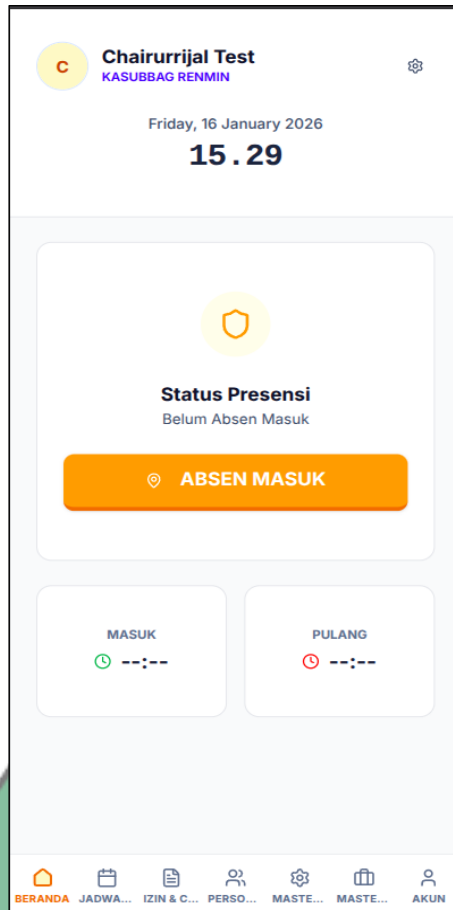 C
Chairurrijal Test
KASUBBAG RENMIN
Friday, 16 January 2026
15.29
Status Presensi
Belum Absen Masuk
ABSEN MASUK
MASUK
--:--
PULANG
--:--
BERANDA JADWA... IZIN & C... PERSO... MASTE... MASTE... AKUN